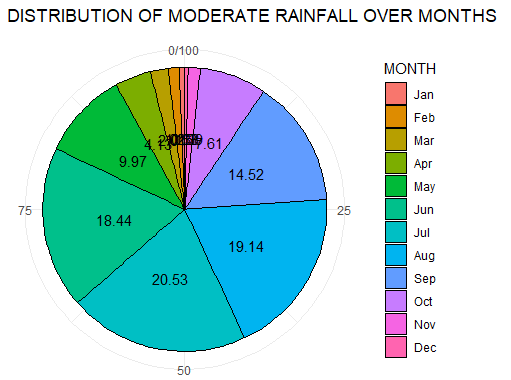 DISTRIBUTION OF MODERATE RAINFALL OVER MONTHS
0/100
MONTH
Jan
Feb
Mar
Apr
May
Jun
Jul
Aug
Sep
Oct
Nov
Dec
4.13
7.61
9.97
14.52
75
25
18.44
19.14
20.53
50